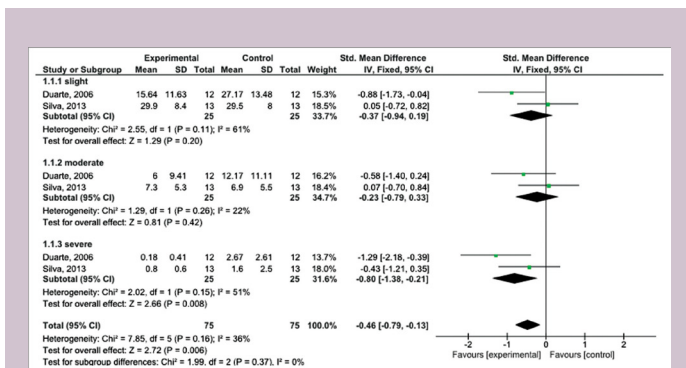 Experimental Control Std. Mean Difference Std. Mean Difference
Study or Subgroup Mean SD Total Mean SD Total Weight IV, Fixed, 95% CI IV, Fixed, 95% CI
1.1.1 slight
Duarte, 2006 15.64 11.63 12 27.17 13.48 12 15.3% -0.88 [-1.73, -0.04]
Silva, 2013 29.9 8.4 13 29.5 8 13 18.5% 0.05 [-0.72, 0.82]
Subtotal (95% CI) 25 25 33.7% -0.37 [-0.94, 0.19]
Heterogeneity: Chi² = 2.55, df = 1 (P = 0.11); I² = 61%
Test for overall effect: Z = 1.29 (P = 0.20)
1.1.2 moderate
Duarte, 2006 6 9.41 12 12.17 11.11 12 16.2% -0.58 [-1.40, 0.24]
Silva, 2013 7.3 5.3 13 6.9 5.5 13 18.4% 0.07 [-0.70, 0.84]
Subtotal (95% CI) 25 25 34.7% -0.23 [-0.79, 0.33]
Heterogeneity: Chi² = 1.29, df = 1 (P = 0.26); I² = 22%
Test for overall effect: Z = 0.81 (P = 0.42)
1.1.3 severe
Duarte, 2006 0.18 0.41 12 2.67 2.61 12 13.7% -1.29 [-2.18, -0.39]
Silva, 2013 0.8 0.6 13 1.6 2.5 13 18.0% -0.43 [-1.21, 0.35]
Subtotal (95% CI) 25 25 31.6% -0.80 [-1.38, -0.21]
Heterogeneity: Chi² = 2.02, df = 1 (P = 0.15); I² = 51%
Test for overall effect: Z = 2.66 (P = 0.008)
Total (95% CI) 75 75 100.0% -0.46 [-0.79, -0.13]
Heterogeneity: Chi² = 7.85, df = 5 (P = 0.16); I² = 36%
Test for overall effect: Z = 2.72 (P = 0.006)
Test for subgroup differences: Chi² = 1.99, df = 2 (P = 0.37), I² = 0%
-2 -1 0 1 2
Favours [experimental] Favours [control]